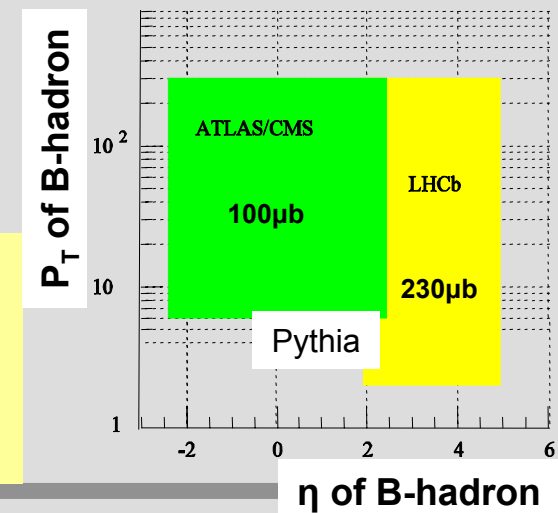 P_T of B-hadron
10²
10
1
ATLAS/CMS
100μb
LHCb
230μb
Pythia
-2 0 2 4 6
η of B-hadron